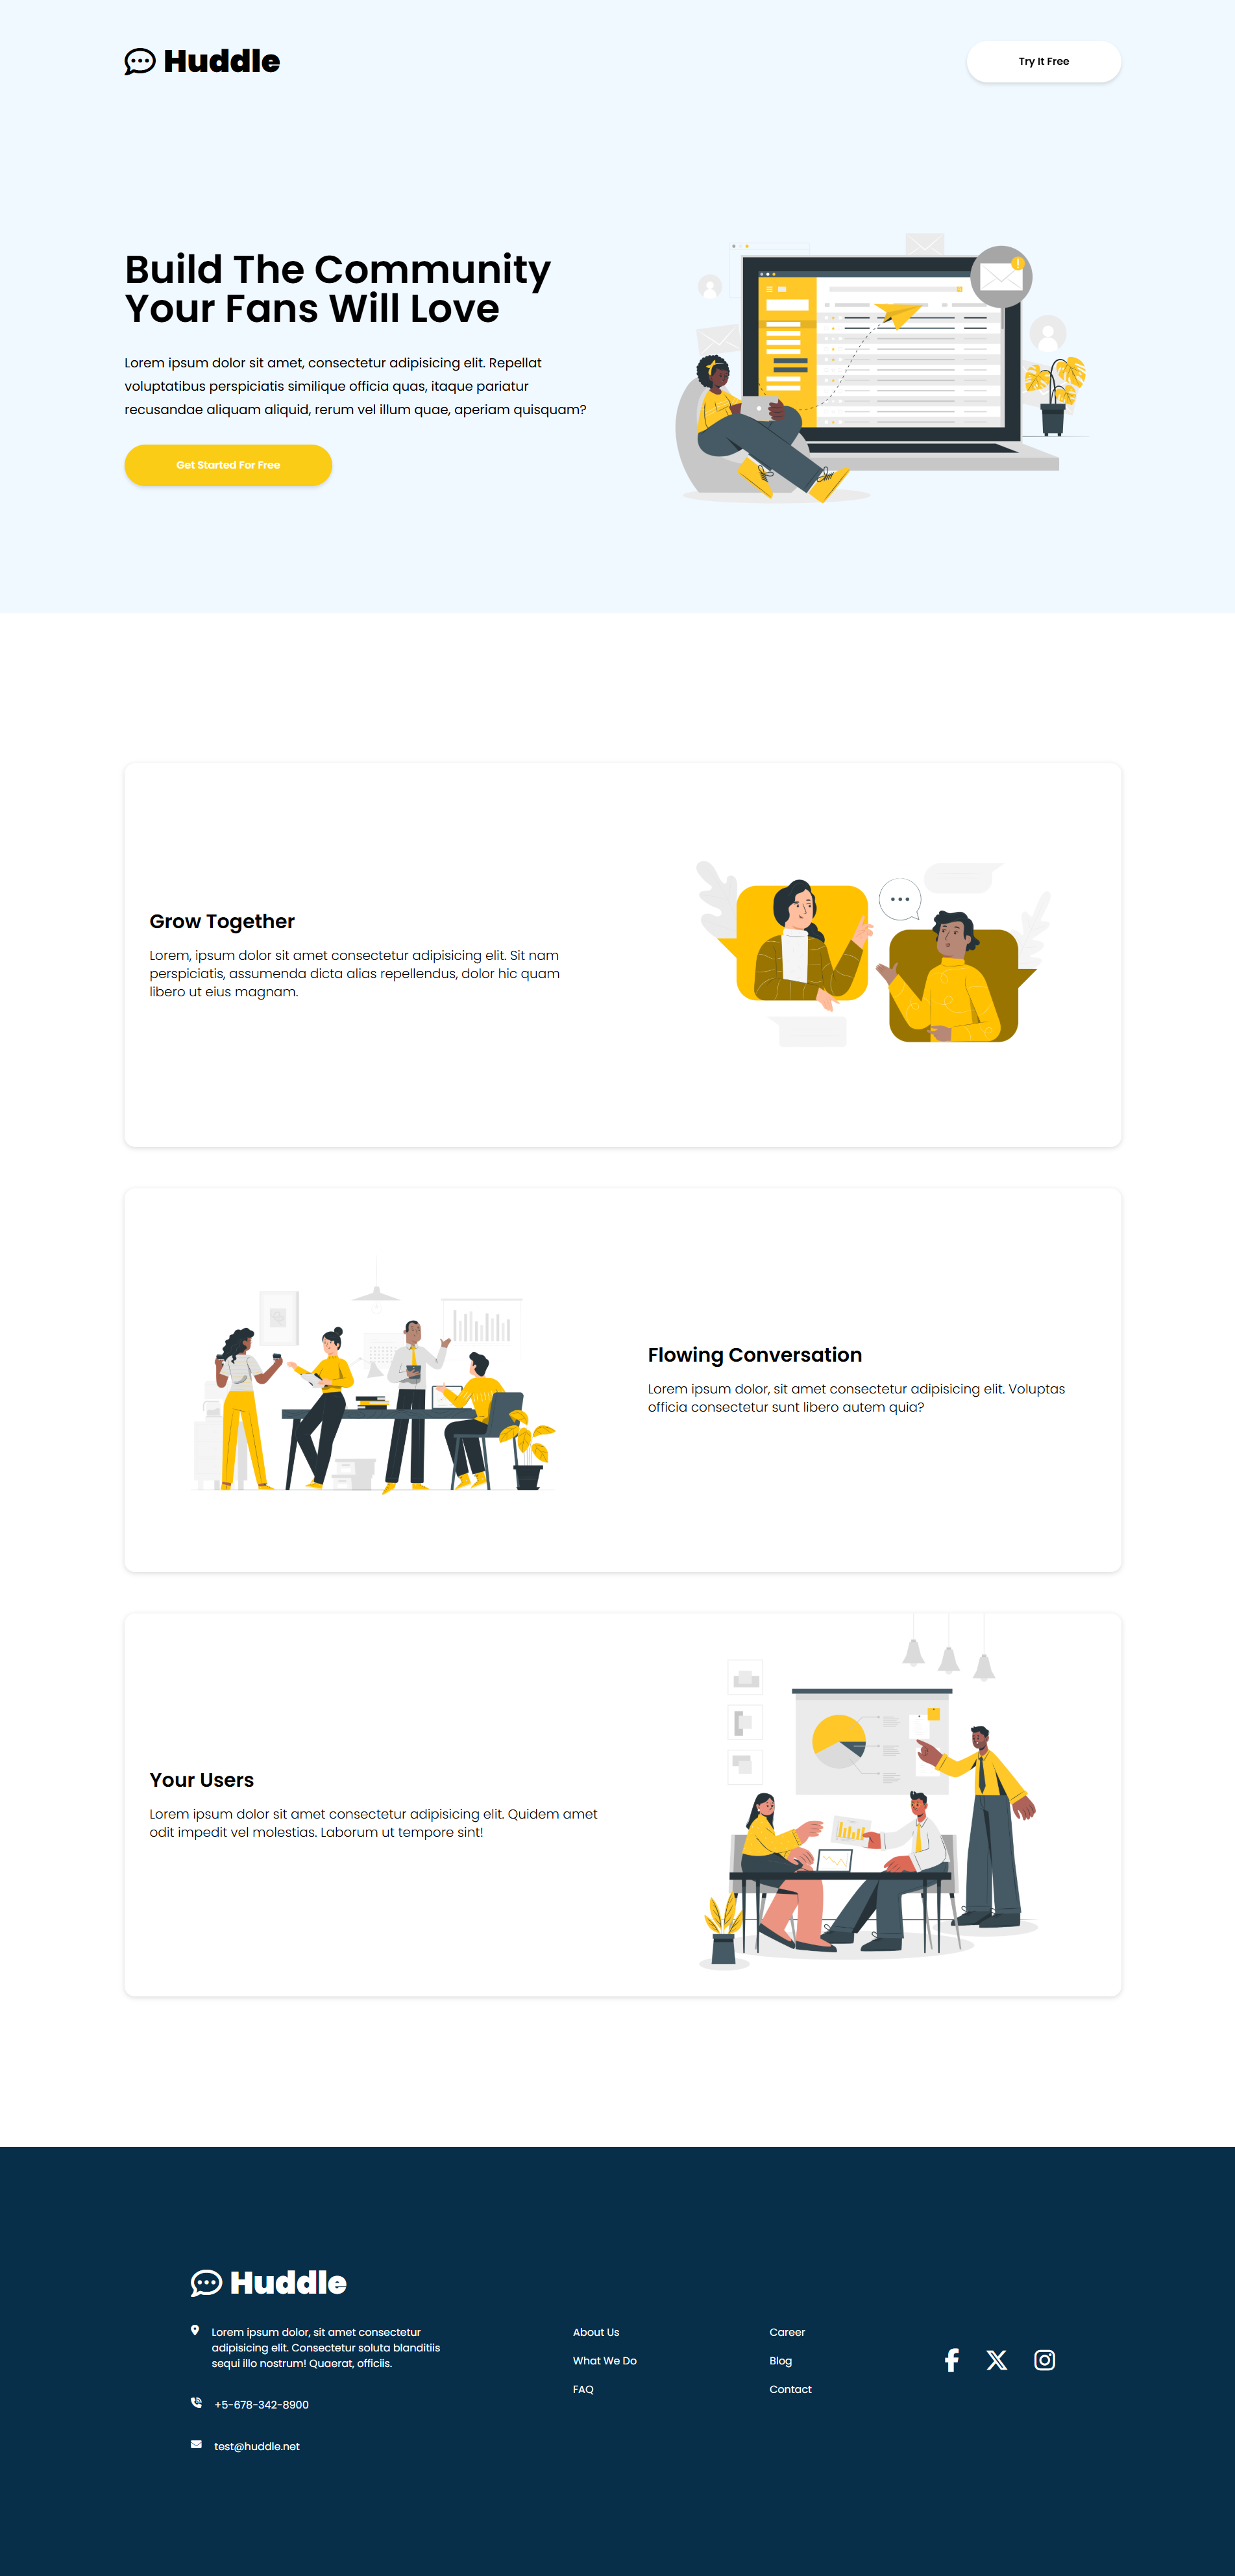 Huddle
Try It Free
Build The Community
Your Fans Will Love
Lorem ipsum dolor sit amet, consectetur adipisicing elit. Repellat
voluptatibus perspiciatis similique officia quas, itaque pariatur
recusandae aliquam aliquid, rerum vel illum quae, aperiam quisquam?
Get Started For Free
Grow Together
Lorem, ipsum dolor sit amet consectetur adipisicing elit. Sit nam
perspiciatis, assumenda dicta alias repellendus, dolor hic quam
libero ut eius magnam.
Flowing Conversation
Lorem ipsum dolor, sit amet consectetur adipisicing elit. Voluptas
officia consectetur sunt libero autem quia?
Your Users
Lorem ipsum dolor sit amet consectetur adipisicing elit. Quidem amet
odit impedit vel molestias. Laborum ut tempore sint!
Huddle
Lorem ipsum dolor, sit amet consectetur
adipisicing elit. Consectetur soluta blanditiis
sequi illo nostrum! Quaerat, officiis.
+5-678-342-8900
test@huddle.net
About Us
What We Do
FAQ
Career
Blog
Contact